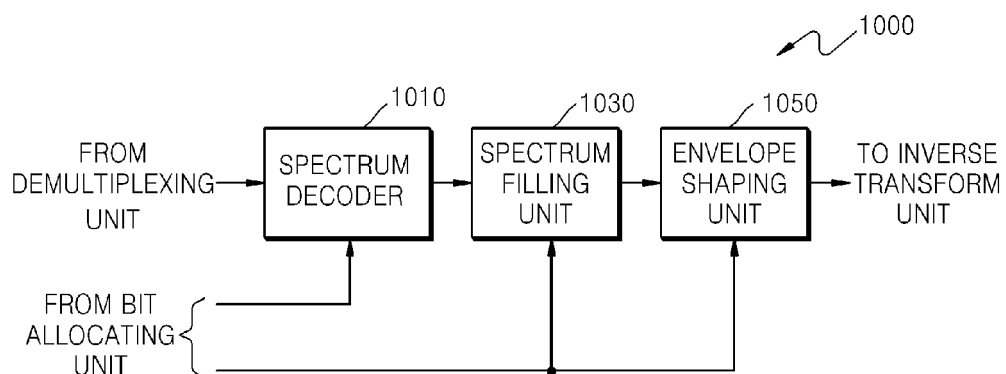 1000
1010
1030
1050
FROM
DEMULTIPLEXING
UNIT
SPECTRUM
DECODER
SPECTRUM
FILLING
UNIT
ENVELOPE
SHAPING
UNIT
TO INVERSE
TRANSFORM
UNIT
FROM BIT
ALLOCATING
UNIT